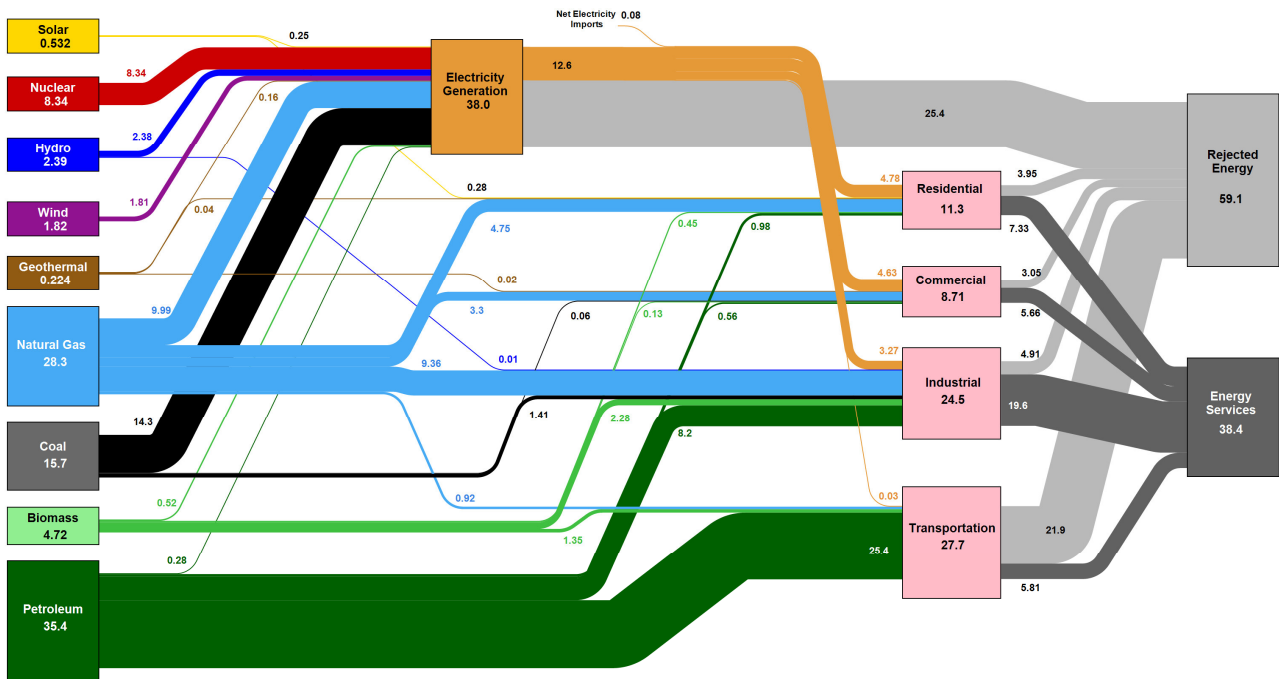 Net Electricity 0.08
Imports
Solar
0.532
0.25
Nuclear
8.34
8.34
Electricity
Generation
38.0
12.6
25.4
Rejected
Energy
59.1
0.16
Hydro
2.39
2.38
Wind
1.82
1.81
0.04
0.28
4.78
Residential
11.3
3.95
7.33
4.75
0.45
0.98
Geothermal
0.224
0.02
4.63
Commercial
8.71
3.05
5.66
Natural Gas
28.3
9.99
3.3
0.06
0.13
0.56
9.36
0.01
3.27
Industrial
24.5
4.91
19.6
Energy
Services
38.4
Coal
15.7
14.3
1.41
2.28
8.2
Biomass
4.72
0.52
0.92
1.35
0.03
Transportation
27.7
21.9
5.81
Petroleum
35.4
0.28
25.4